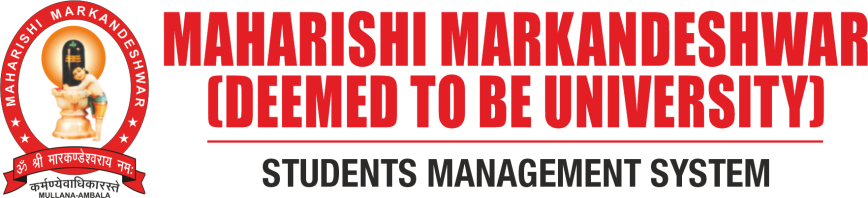 MAHARISHI MARKANDESHWAR
ॐ श्री मारकण्डेश्वराय नमः
कर्मण्येवाधिकारस्ते
MULLANA-AMBALA
MAHARISHI MARKANDESHWAR
(DEEMED TO BE UNIVERSITY)
STUDENTS MANAGEMENT SYSTEM